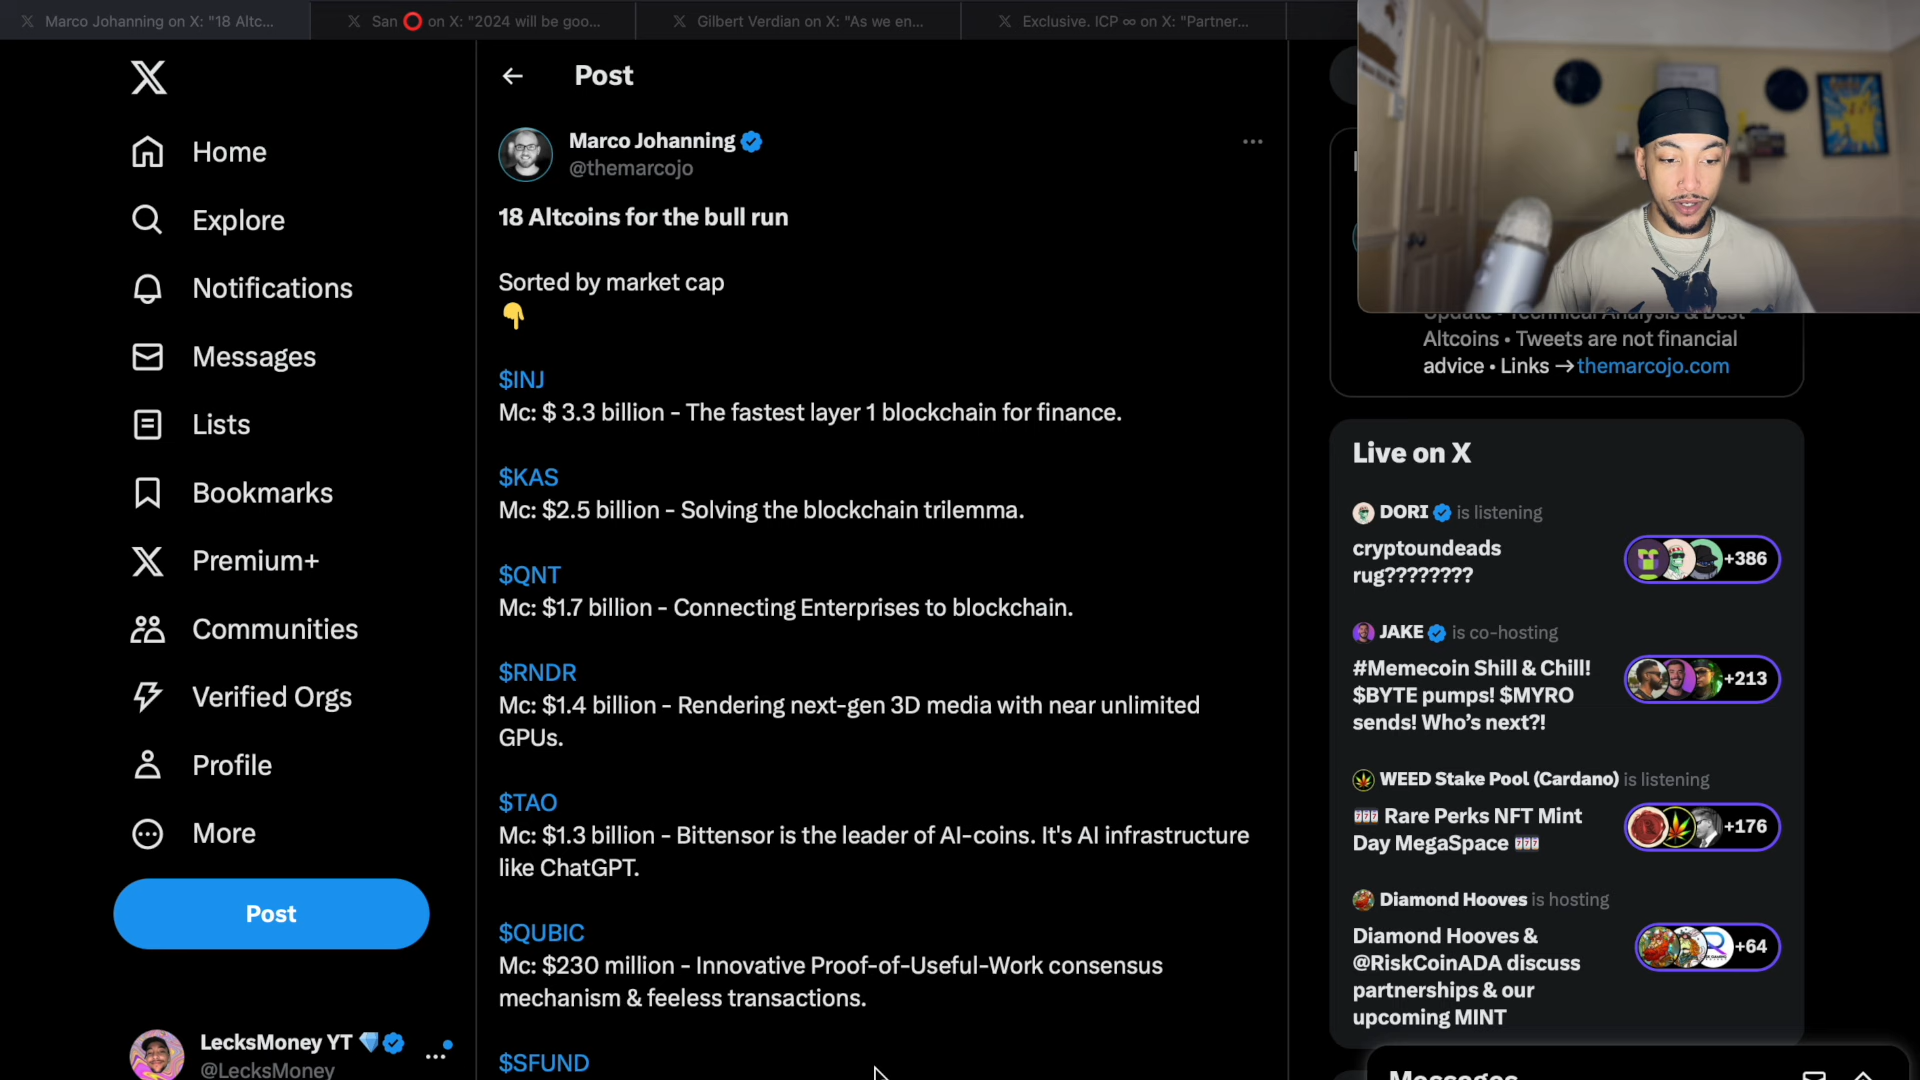 Marco Johanning on X: "18 Altc...
San ⭕ on X: "2024 will be goo...
Gilbert Verdian on X: "As we en...
Exclusive. ICP ∞ on X: "Partner...
Home
Explore
Notifications
Messages
Lists
Bookmarks
Premium+
Communities
Verified Orgs
Profile
More
Post
LecksMoney YT 💎
@LecksMoney
Post
Marco Johanning
@themarcojo
18 Altcoins for the bull run
Sorted by market cap
👇
$INJ
Mc: $ 3.3 billion - The fastest layer 1 blockchain for finance.
$KAS
Mc: $2.5 billion - Solving the blockchain trilemma.
$QNT
Mc: $1.7 billion - Connecting Enterprises to blockchain.
$RNDR
Mc: $1.4 billion - Rendering next-gen 3D media with near unlimited
GPUs.
$TAO
Mc: $1.3 billion - Bittensor is the leader of AI-coins. It's AI infrastructure
like ChatGPT.
$QUBIC
Mc: $230 million - Innovative Proof-of-Useful-Work consensus
mechanism & feeless transactions.
$SFUND
Update • Technical Analysis & Best
Altcoins • Tweets are not financial
advice • Links → themarcojo.com
Live on X
DORI is listening
cryptoundeads
rug????????
+386
JAKE is co-hosting
#Memecoin Shill & Chill!
$BYTE pumps! $MYRO
sends! Who's next?!
+213
WEED Stake Pool (Cardano) is listening
🎰 Rare Perks NFT Mint
Day MegaSpace 🎰
+176
Diamond Hooves is hosting
Diamond Hooves &
@RiskCoinADA discuss
partnerships & our
upcoming MINT
+64
Messages